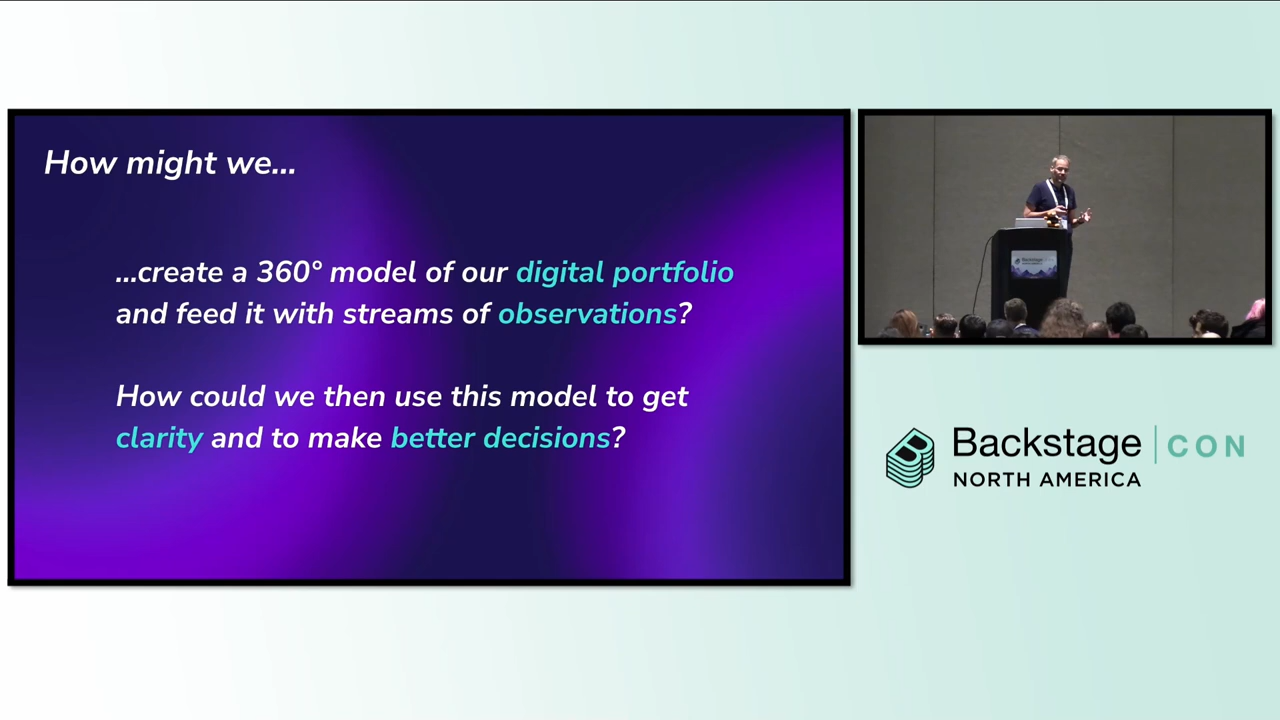 How might we...
...create a 360° model of our digital portfolio
and feed it with streams of observations?
How could we then use this model to get
clarity and to make better decisions?
Backstage
Backstage CON
NORTH AMERICA